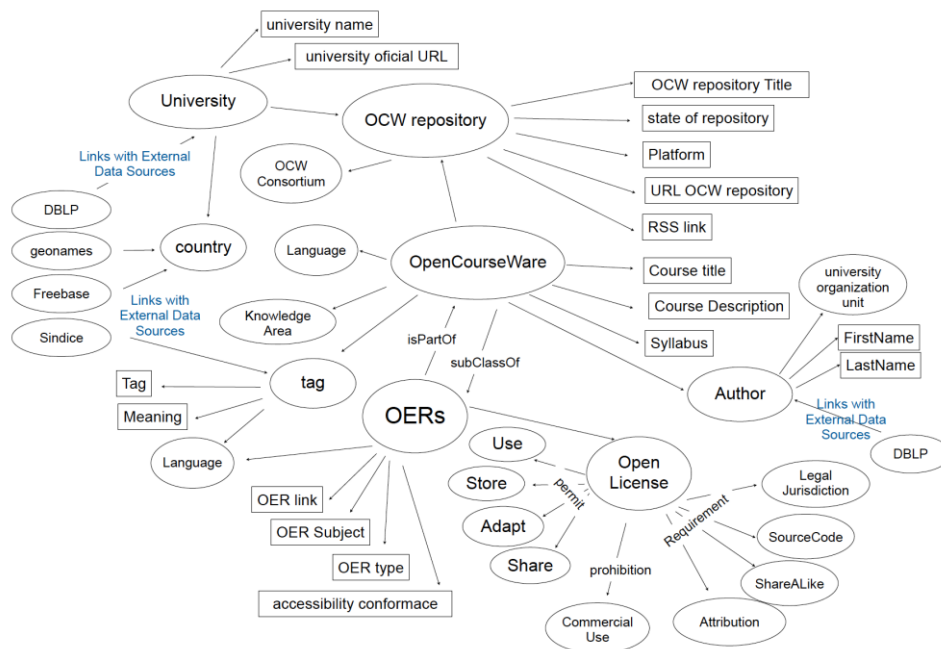 university name
university oficial URL
University
OCW repository
OCW repository Title
state of repository
Platform
URL OCW repository
RSS link
Links with External
Data Sources
OCW
Consortium
DBLP
geonames
Freebase
Sindice
country
Links with
External Data
Sources
Language
OpenCourseWare
Knowledge
Area
Course title
Course Description
Syllabus
university
organization
unit
FirstName
LastName
Author
Links with
External Data
Sources
DBLP
isPartOf
subClassOf
tag
Tag
Meaning
Language
OERs
OER link
OER Subject
OER type
accessibility conformace
Use
Store
Adapt
Share
permit
Open
License
prohibition
Requirement
Commercial
Use
Legal
Jurisdiction
SourceCode
ShareALike
Attribution